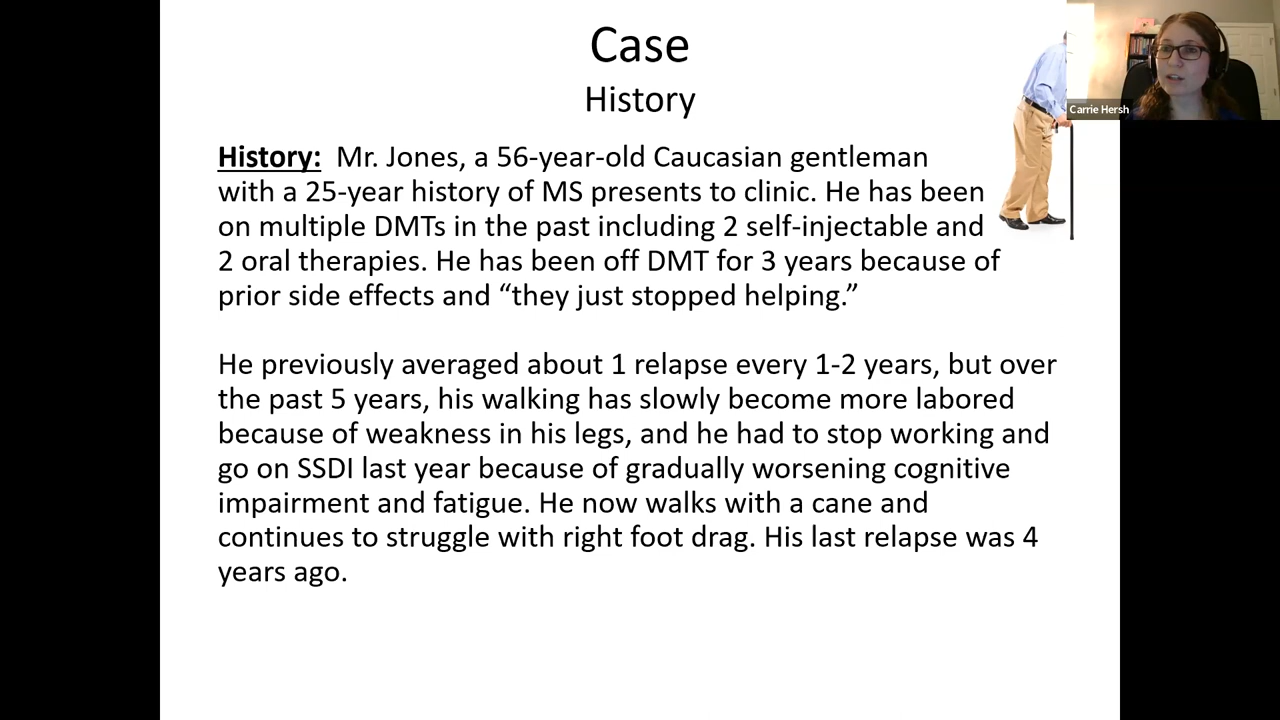 Case
History
Carrie Hersh
History: Mr. Jones, a 56-year-old Caucasian gentleman
with a 25-year history of MS presents to clinic. He has been
on multiple DMTs in the past including 2 self-injectable and
2 oral therapies. He has been off DMT for 3 years because of
prior side effects and “they just stopped helping.”
He previously averaged about 1 relapse every 1-2 years, but over
the past 5 years, his walking has slowly become more labored
because of weakness in his legs, and he had to stop working and
go on SSDI last year because of gradually worsening cognitive
impairment and fatigue. He now walks with a cane and
continues to struggle with right foot drag. His last relapse was 4
years ago.